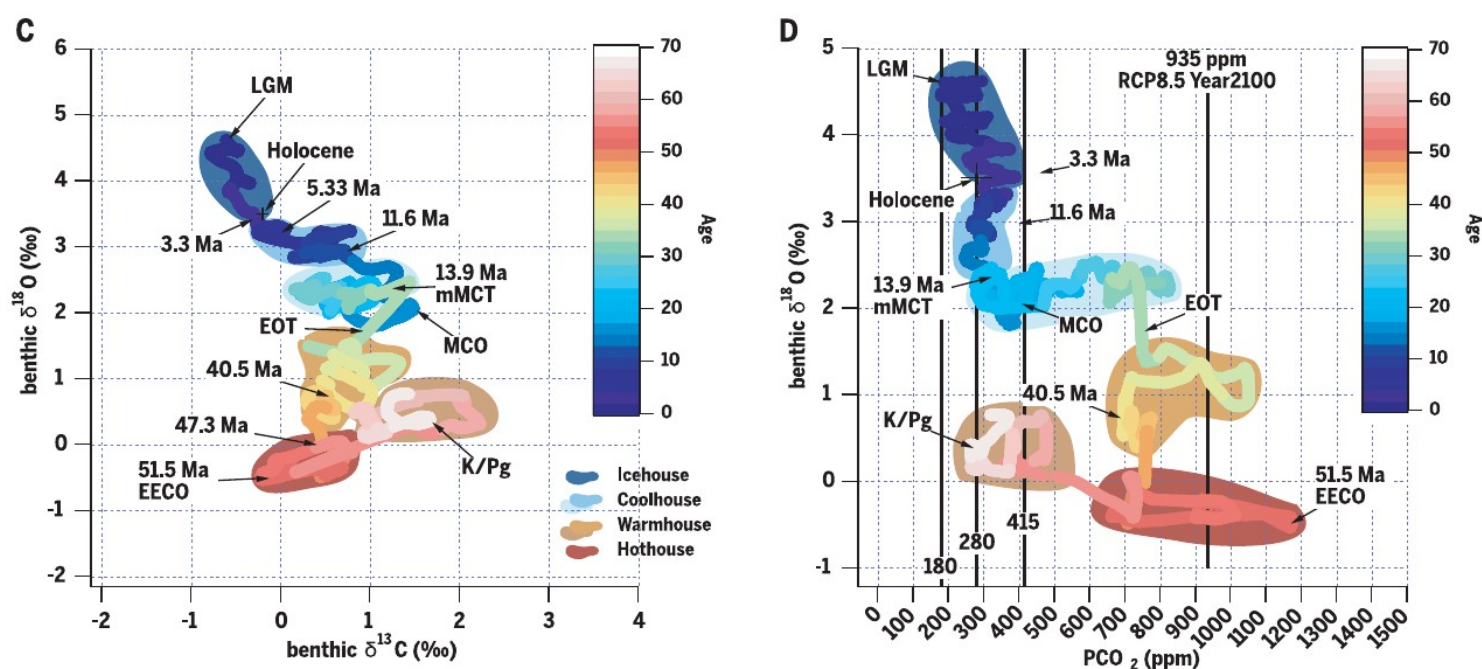 C
6
5
4
3
2
1
0
-1
-2
benthic δ18O (‰)
-2
-1
0
1
2
3
4
benthic δ13C (‰)
LGM
Holocene
5.33 Ma
11.6 Ma
3.3 Ma
13.9 Ma
mMCT
EOT
MCO
40.5 Ma
47.3 Ma
K/Pg
51.5 Ma
EECO
Icehouse
Coolhouse
Warmhouse
Hothouse
70
60
50
40
30
20
10
0
Age
D
5
4
3
2
1
0
-1
benthic δ18O (‰)
0
100
200
300
400
500
600
700
800
900
1000
1100
1200
1300
1400
1500
PCO2 (ppm)
LGM
935 ppm
RCP8.5 Year2100
3.3 Ma
Holocene
11.6 Ma
13.9 Ma
mMCT
MCO
EOT
40.5 Ma
K/Pg
51.5 Ma
EECO
415
280
180
70
60
50
40
30
20
10
0
Age